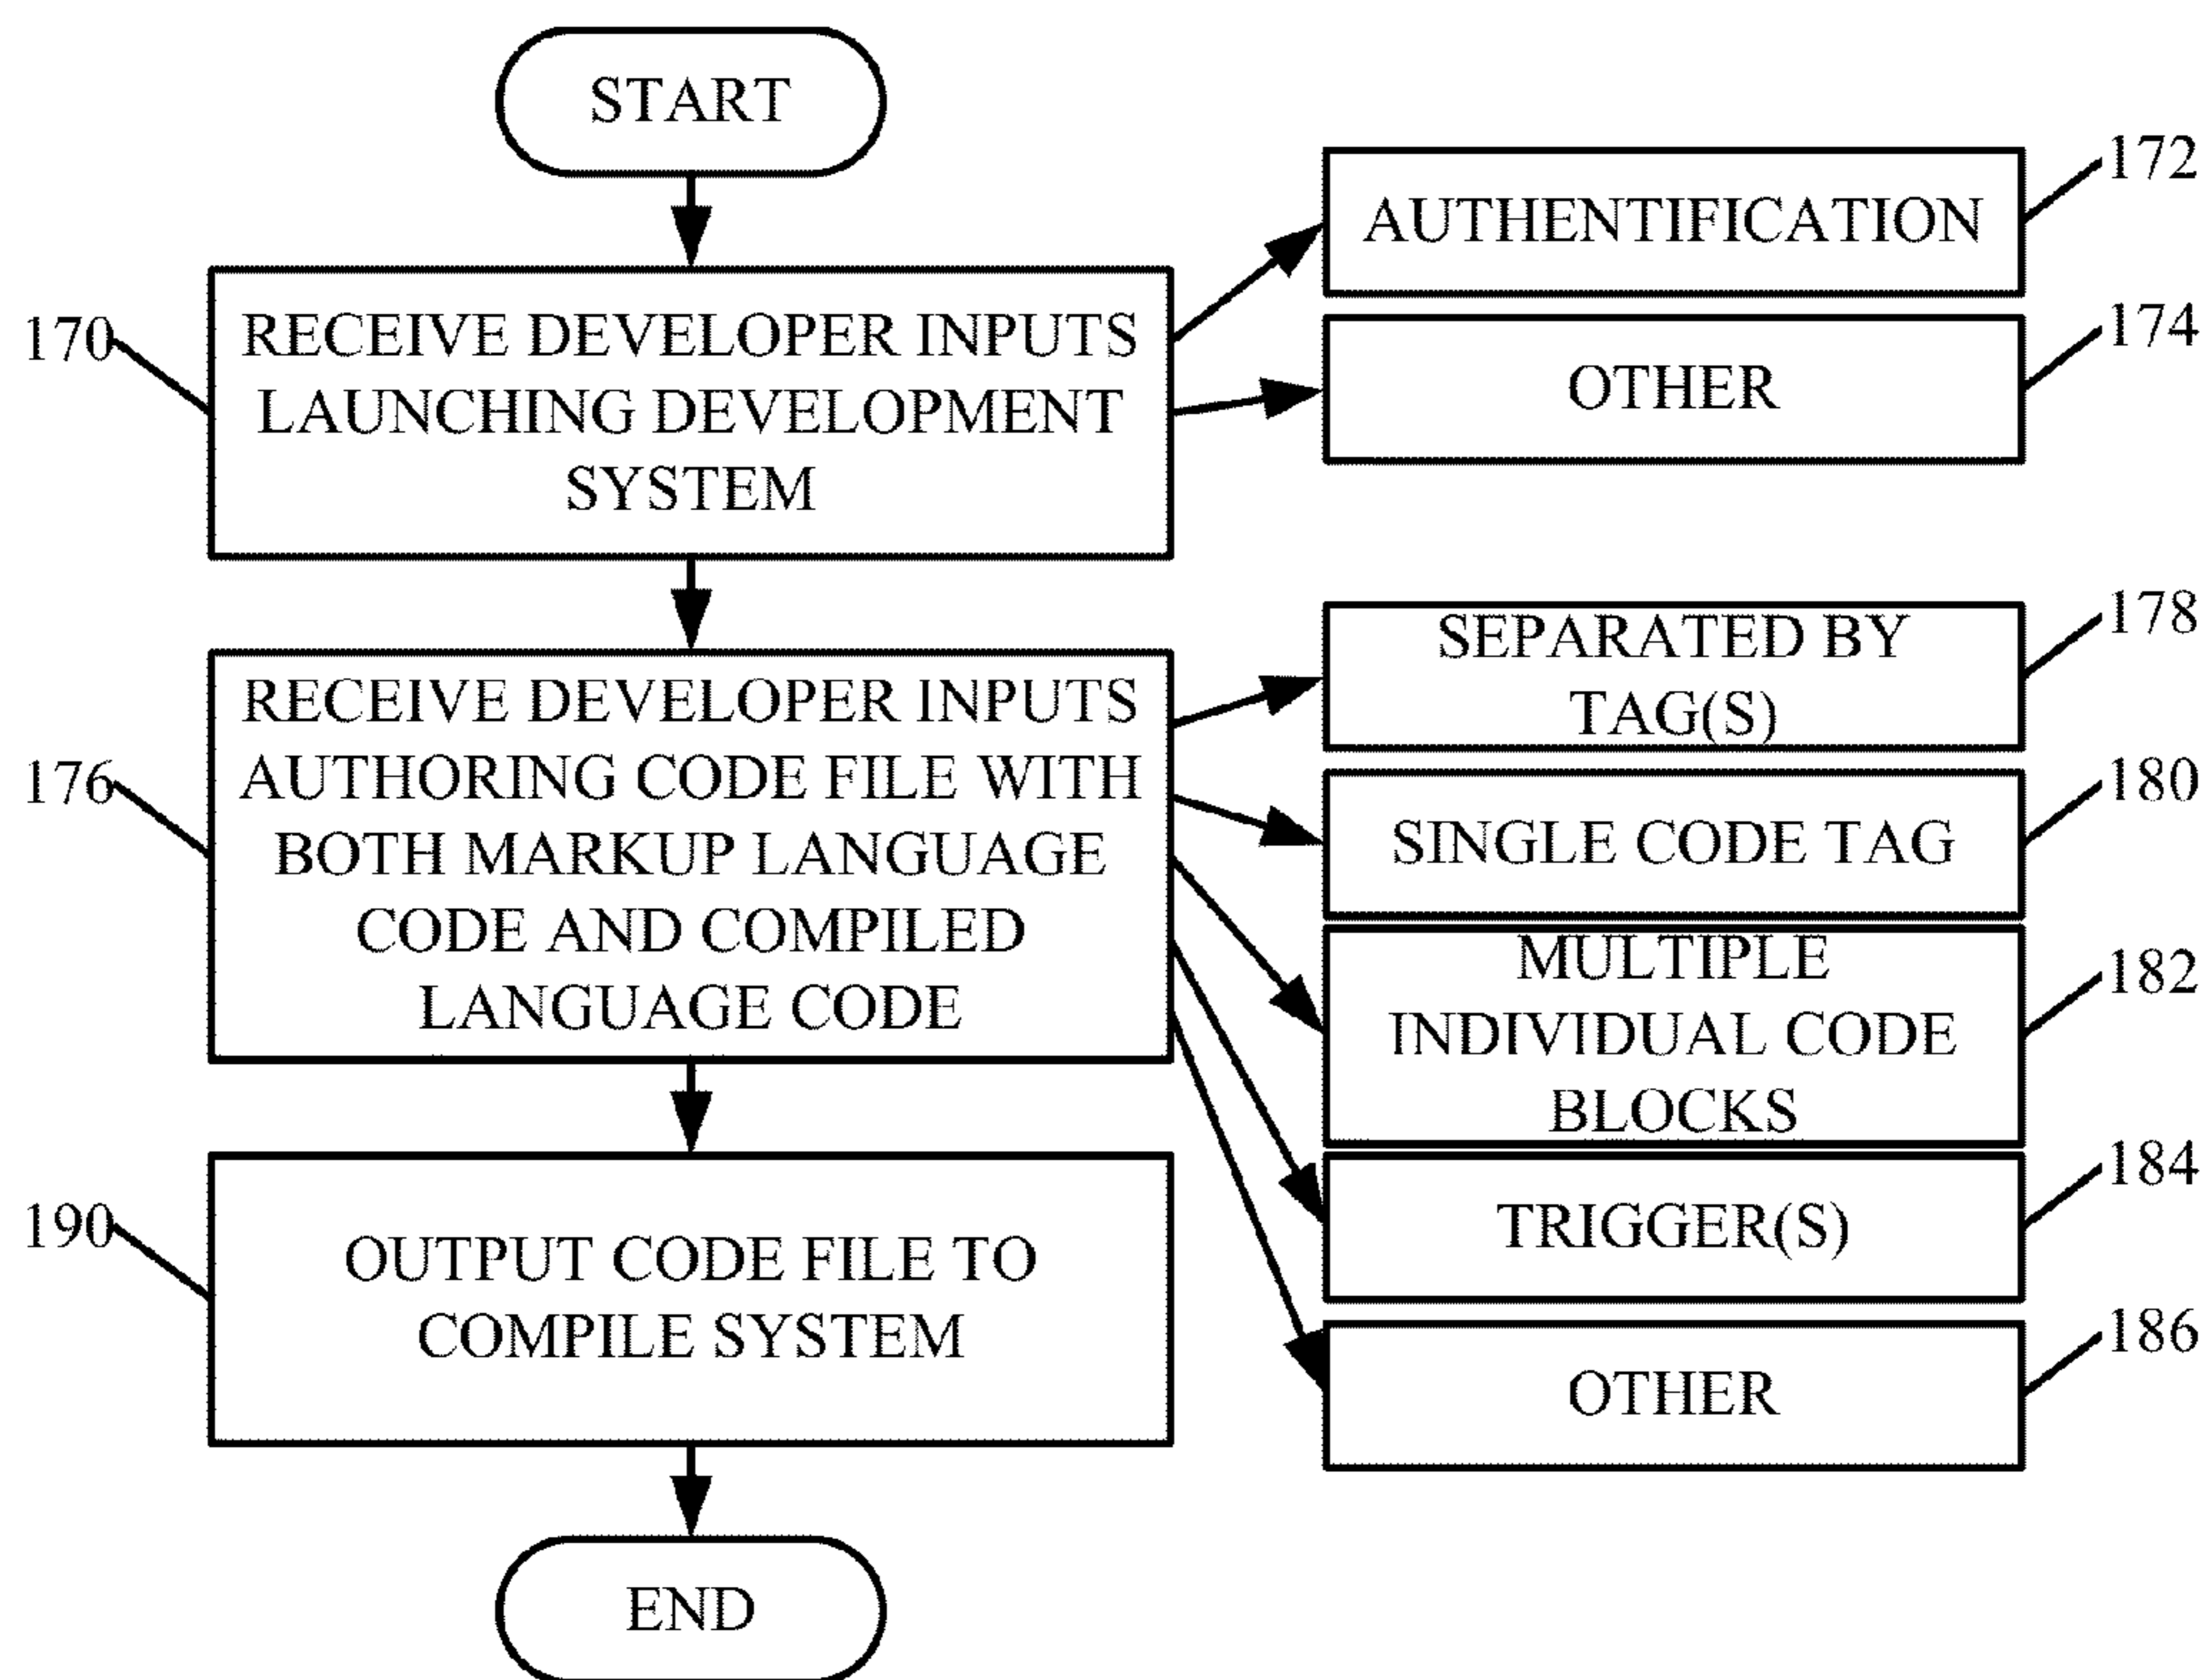 START
170
RECEIVE DEVELOPER INPUTS
LAUNCHING DEVELOPMENT
SYSTEM
AUTHENTIFICATION
172
OTHER
174
176
RECEIVE DEVELOPER INPUTS
AUTHORING CODE FILE WITH
BOTH MARKUP LANGUAGE
CODE AND COMPILED
LANGUAGE CODE
SEPARATED BY
TAG(S)
178
SINGLE CODE TAG
180
MULTIPLE
INDIVIDUAL CODE
BLOCKS
182
TRIGGER(S)
184
OTHER
186
190
OUTPUT CODE FILE TO
COMPILE SYSTEM
END